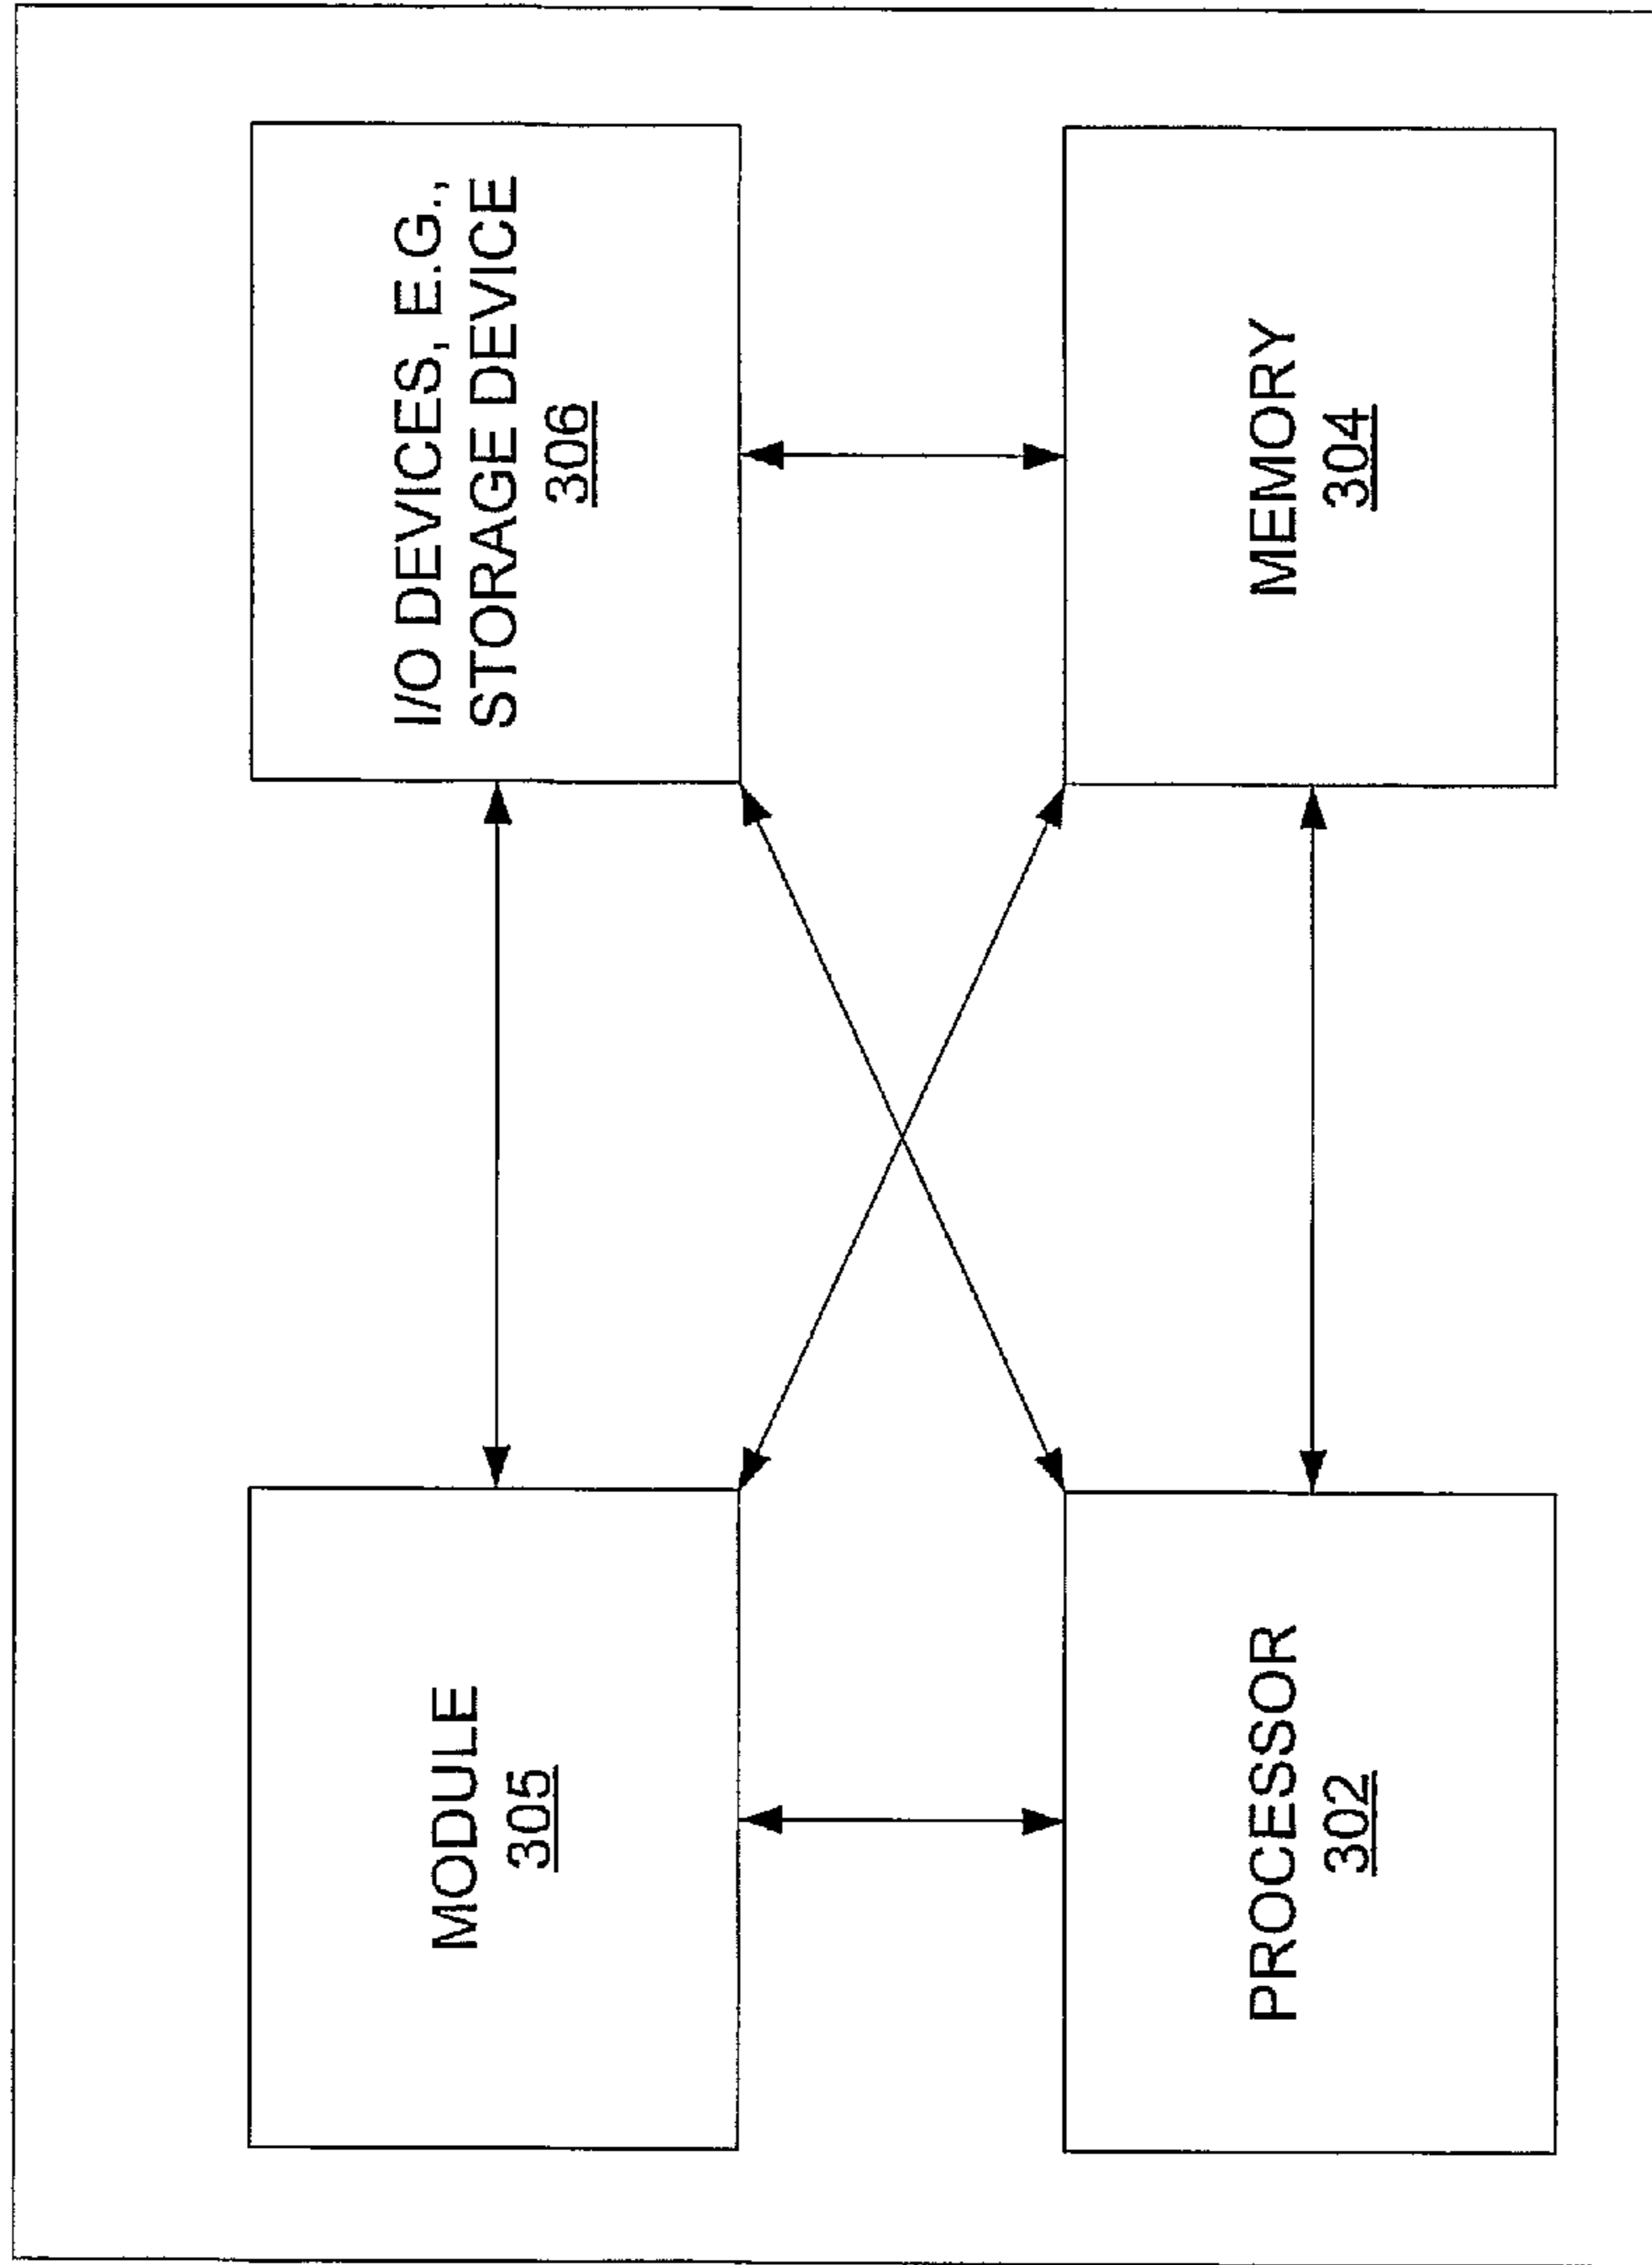 MODULE
305
I/O DEVICES, E.G.,
STORAGE DEVICE
306
PROCESSOR
302
MEMORY
304